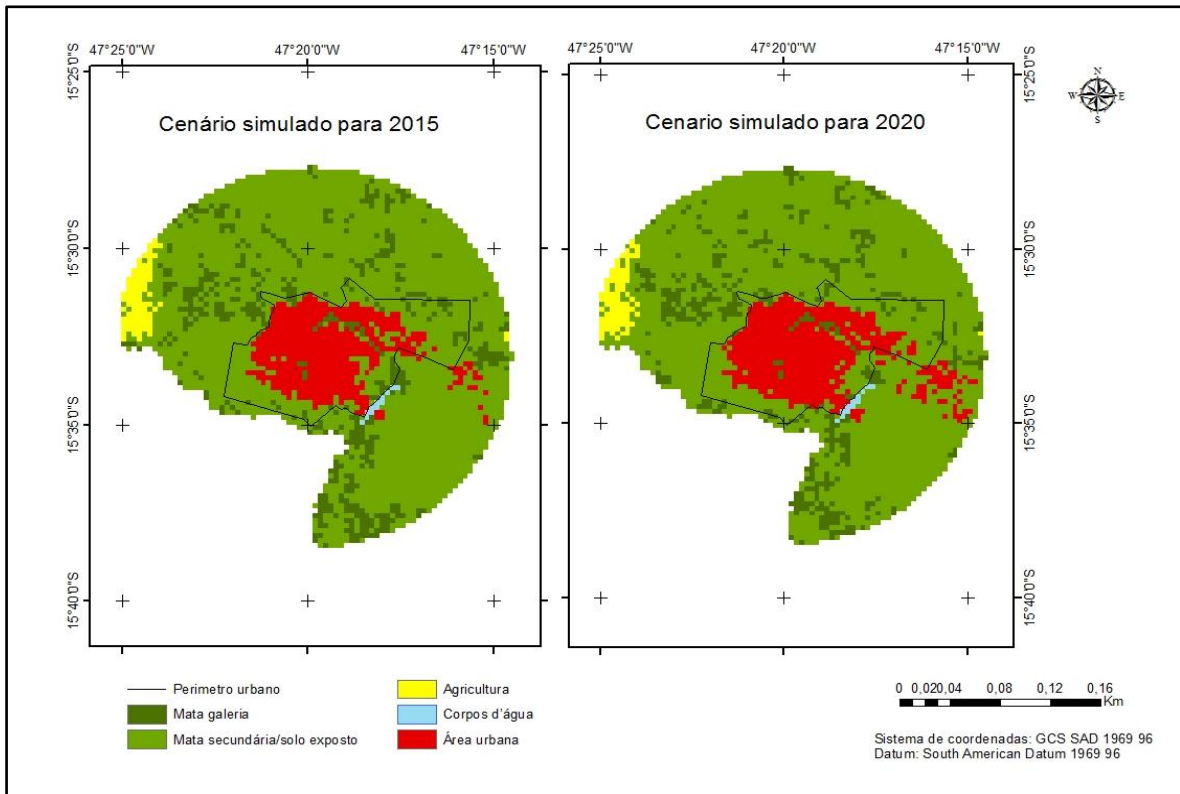 47°25'0"W 47°20'0"W 47°15'0"W
47°25'0"W 47°20'0"W 47°15'0"W
15°25'0"S
15°30'0"S
15°35'0"S
15°40'0"S
Cenário simulado para 2015
Cenario simulado para 2020
15°25'0"S
15°30'0"S
15°35'0"S
15°40'0"S
N
W E
S
Perimetro urbano
Mata galeria
Mata secundária/solo exposto
Agricultura
Corpos d'água
Área urbana
0 0,020,04 0,08 0,12 0,16
Km
Sistema de coordenadas: GCS SAD 1969 96
Datum: South American Datum 1969 96